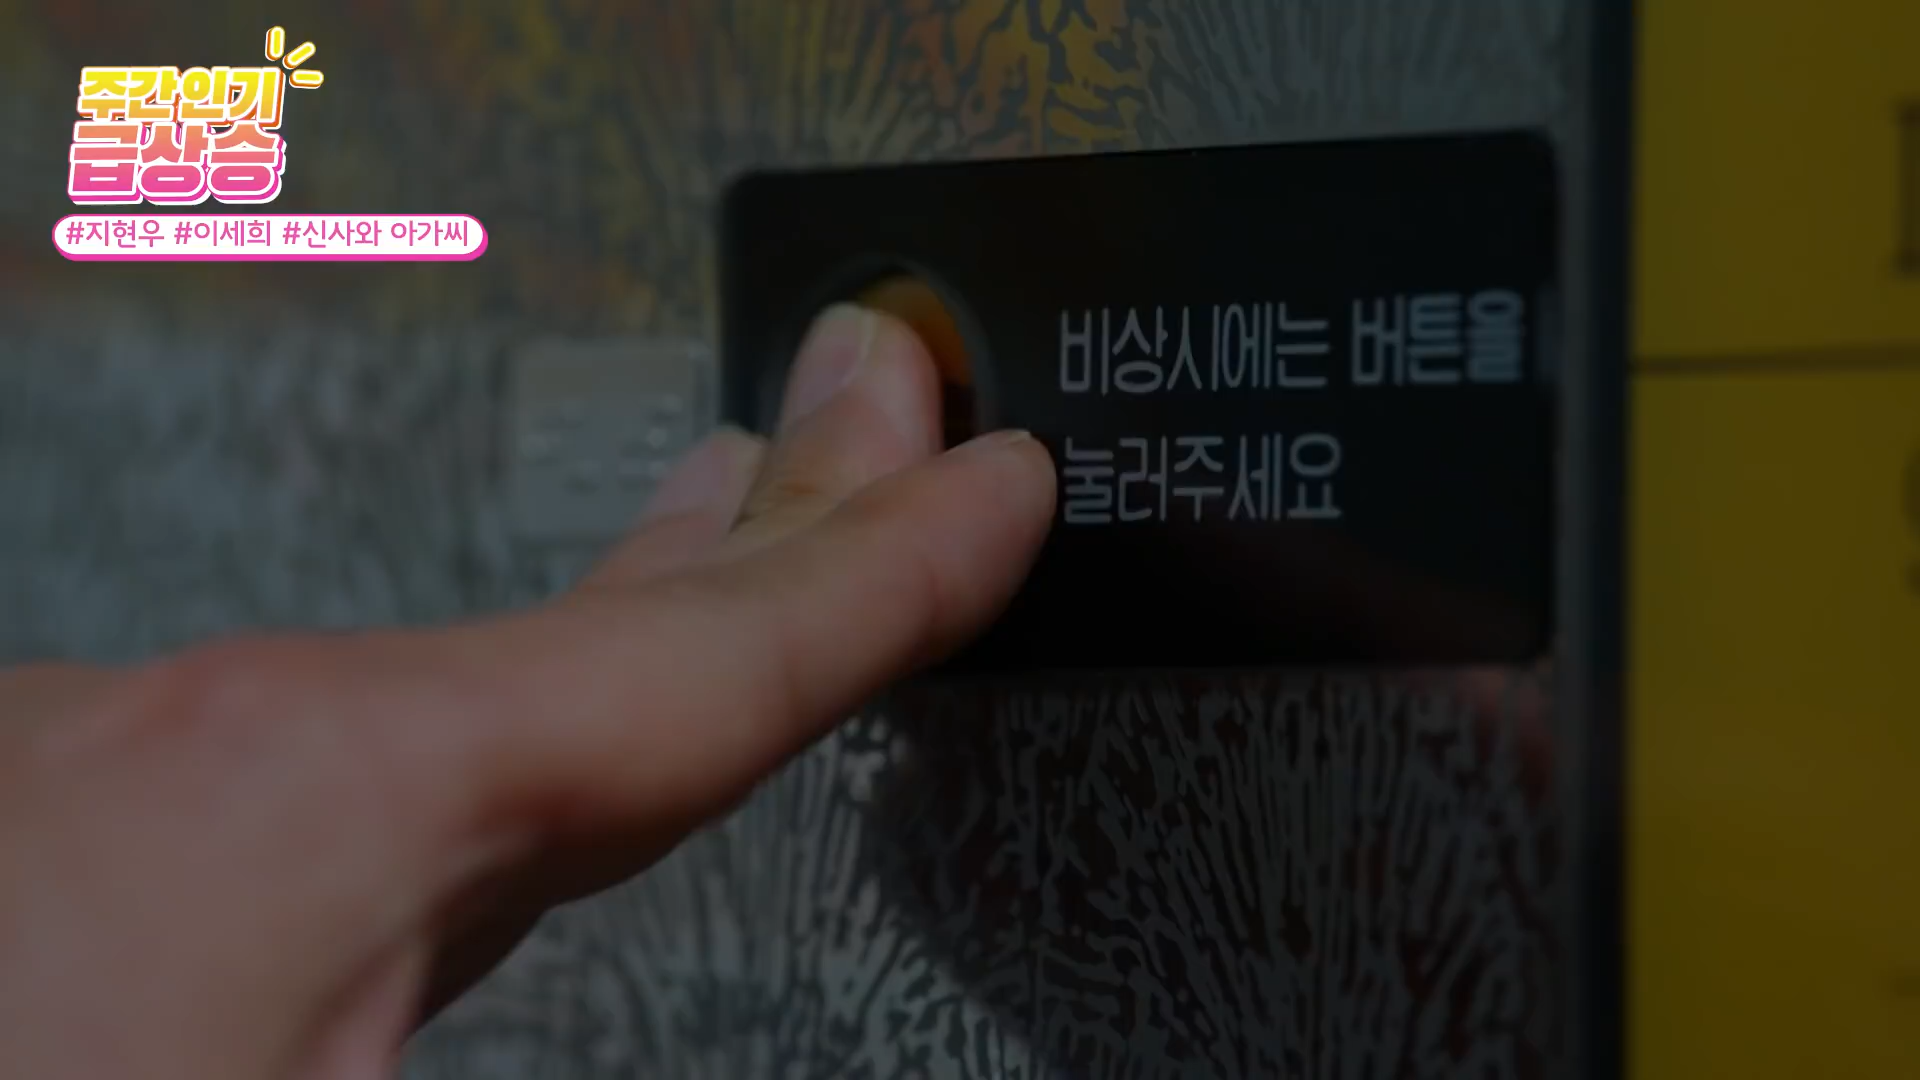 주간인기
급상승
#지현우 #이세희 #신사와 아가씨
비상시에는 버튼을
눌러주세요